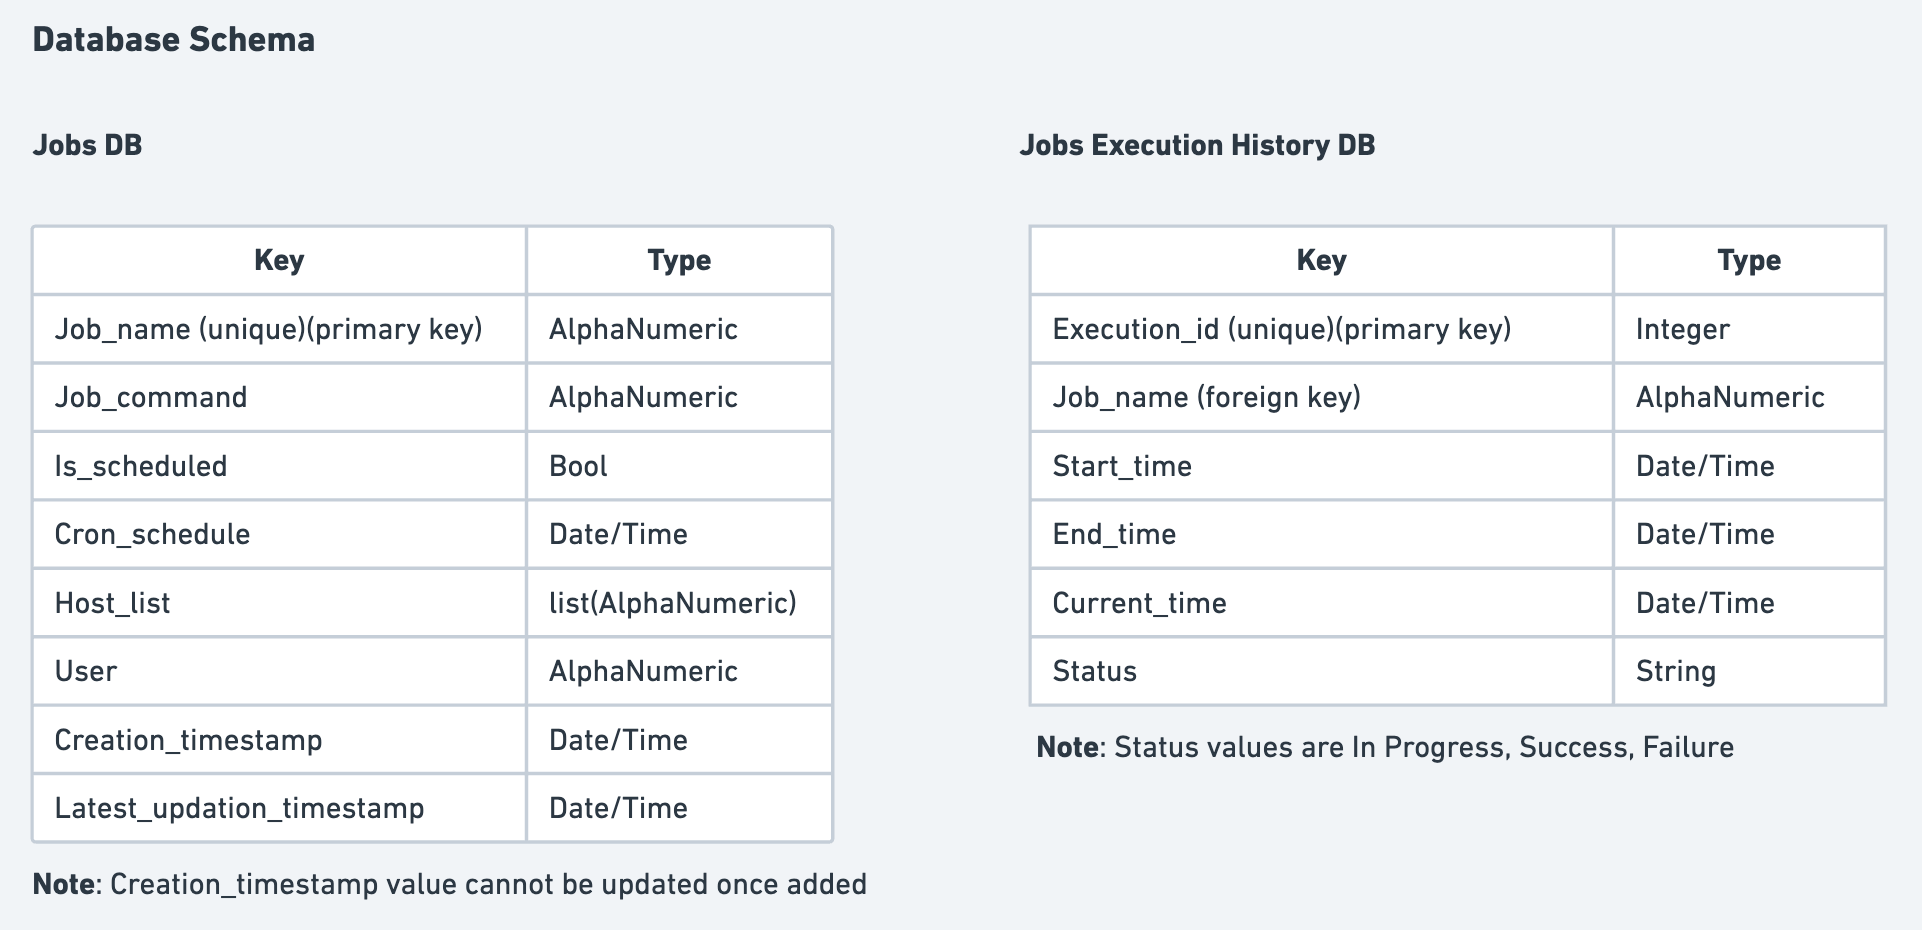 Database Schema
Jobs DB
Key Type
Job_name (unique)(primary key) AlphaNumeric
Job_command AlphaNumeric
Is_scheduled Bool
Cron_schedule Date/Time
Host_list list(AlphaNumeric)
User AlphaNumeric
Creation_timestamp Date/Time
Latest_updation_timestamp Date/Time
Note: Creation_timestamp value cannot be updated once added
Jobs Execution History DB
Key Type
Execution_id (unique)(primary key) Integer
Job_name (foreign key) AlphaNumeric
Start_time Date/Time
End_time Date/Time
Current_time Date/Time
Status String
Note: Status values are In Progress, Success, Failure